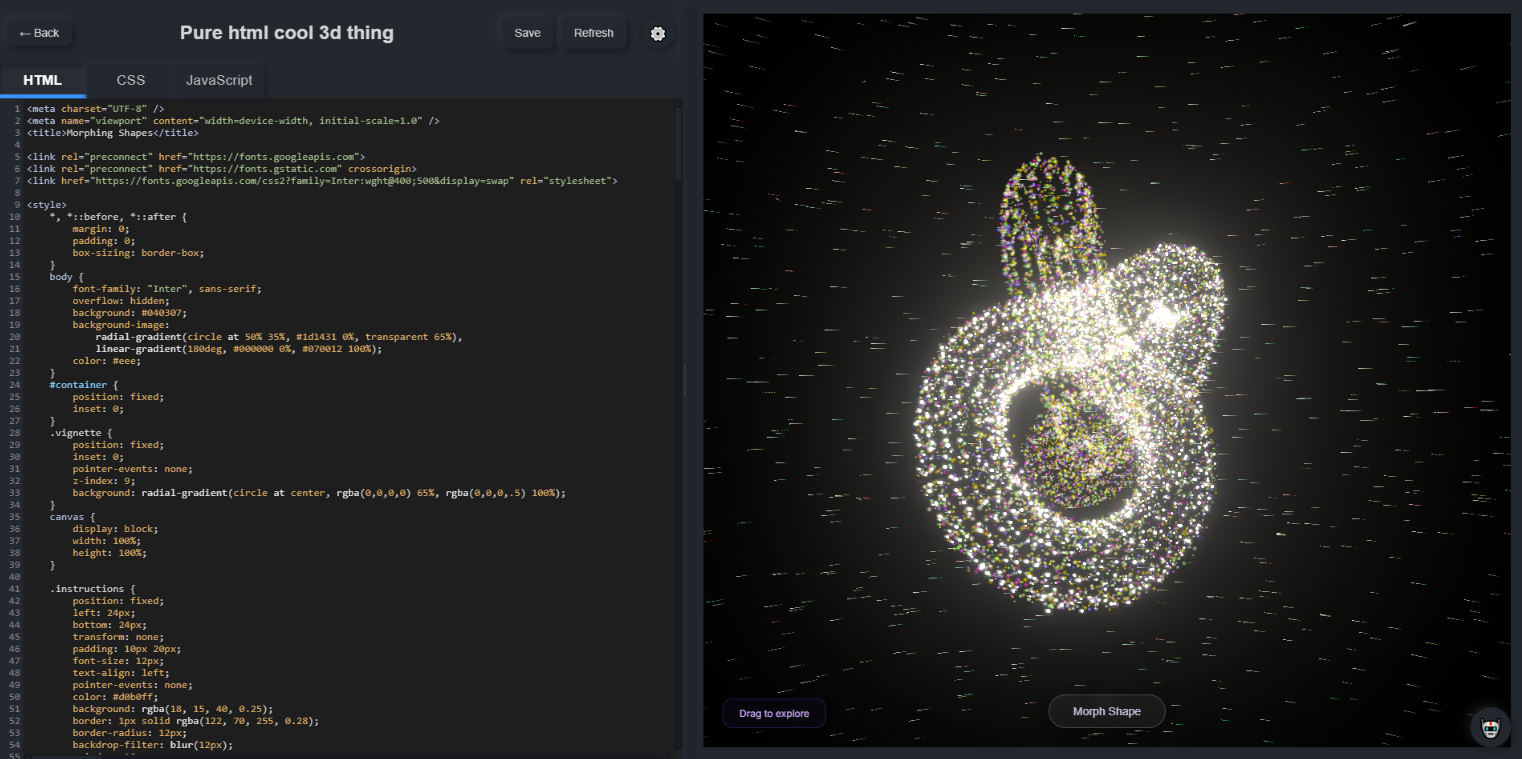 ← Back
Pure html cool 3d thing
Save
Refresh
HTML
CSS
JavaScript
1 <meta charset="UTF-8" />
2 <meta name="viewport" content="width=device-width, initial-scale=1.0" />
3 <title>Morphing Shapes</title>
4
5 <link rel="preconnect" href="https://fonts.googleapis.com">
6 <link rel="preconnect" href="https://fonts.gstatic.com" crossorigin>
7 <link href="https://fonts.googleapis.com/css2?family=Inter:wght@400;500&display=swap" rel="stylesheet">
8
9 <style>
10 *, *::before, *::after {
11 margin: 0;
12 padding: 0;
13 box-sizing: border-box;
14 }
15 body {
16 font-family: "Inter", sans-serif;
17 overflow: hidden;
18 background: #040307;
19 background-image:
20 radial-gradient(circle at 50% 35%, #1d1431 0%, transparent 65%),
21 linear-gradient(180deg, #000000 0%, #070012 100%);
22 color: #eee;
23 }
24 #container {
25 position: fixed;
26 inset: 0;
27 }
28 .vignette {
29 position: fixed;
30 inset: 0;
31 pointer-events: none;
32 z-index: 9;
33 background: radial-gradient(circle at center, rgba(0,0,0,0) 65%, rgba(0,0,0,.5) 100%);
34 }
35 canvas {
36 display: block;
37 width: 100%;
38 height: 100%;
39 }
40
41 .instructions {
42 position: fixed;
43 left: 24px;
44 bottom: 24px;
45 transform: none;
46 padding: 10px 20px;
47 font-size: 12px;
48 text-align: left;
49 pointer-events: none;
50 color: #d0b0ff;
51 background: rgba(18, 15, 40, 0.25);
52 border: 1px solid rgba(122, 70, 255, 0.28);
53 border-radius: 12px;
54 backdrop-filter: blur(12px);
55
Drag to explore
Morph Shape